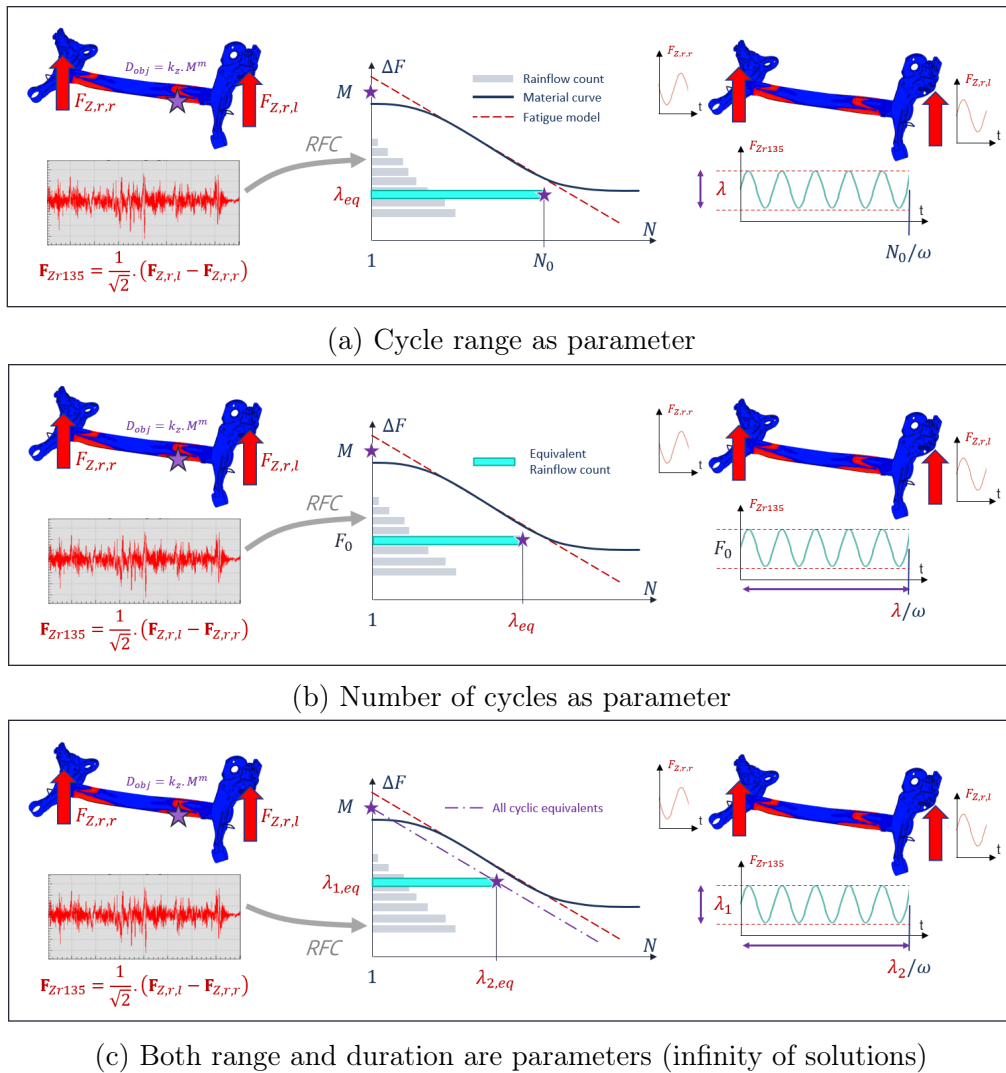 D_obj = k_z. M^m
F_Z,r,r
F_Z,r,l
F_Zr135 = 1/√2 . (F_Z,r,l − F_Z,r,r)
RFC
ΔF
M
λ_eq
1
N_0
N
Rainflow count
Material curve
Fatigue model
F_Z,r,r
t
F_Z,r,l
t
F_Zr135
λ
t
N_0/ω
(a) Cycle range as parameter
D_obj = k_z. M^m
F_Z,r,r
F_Z,r,l
F_Zr135 = 1/√2 . (F_Z,r,l − F_Z,r,r)
RFC
ΔF
M
F_0
1
λ_eq
N
Equivalent
Rainflow count
F_Z,r,r
t
F_Z,r,l
t
F_Zr135
F_0
t
λ/ω
(b) Number of cycles as parameter
D_obj = k_z. M^m
F_Z,r,r
F_Z,r,l
F_Zr135 = 1/√2 . (F_Z,r,l − F_Z,r,r)
RFC
ΔF
M
λ_1,eq
1
λ_2,eq
N
All cyclic equivalents
F_Z,r,r
t
F_Z,r,l
t
F_Zr135
λ_1
t
λ_2/ω
(c) Both range and duration are parameters (infinity of solutions)